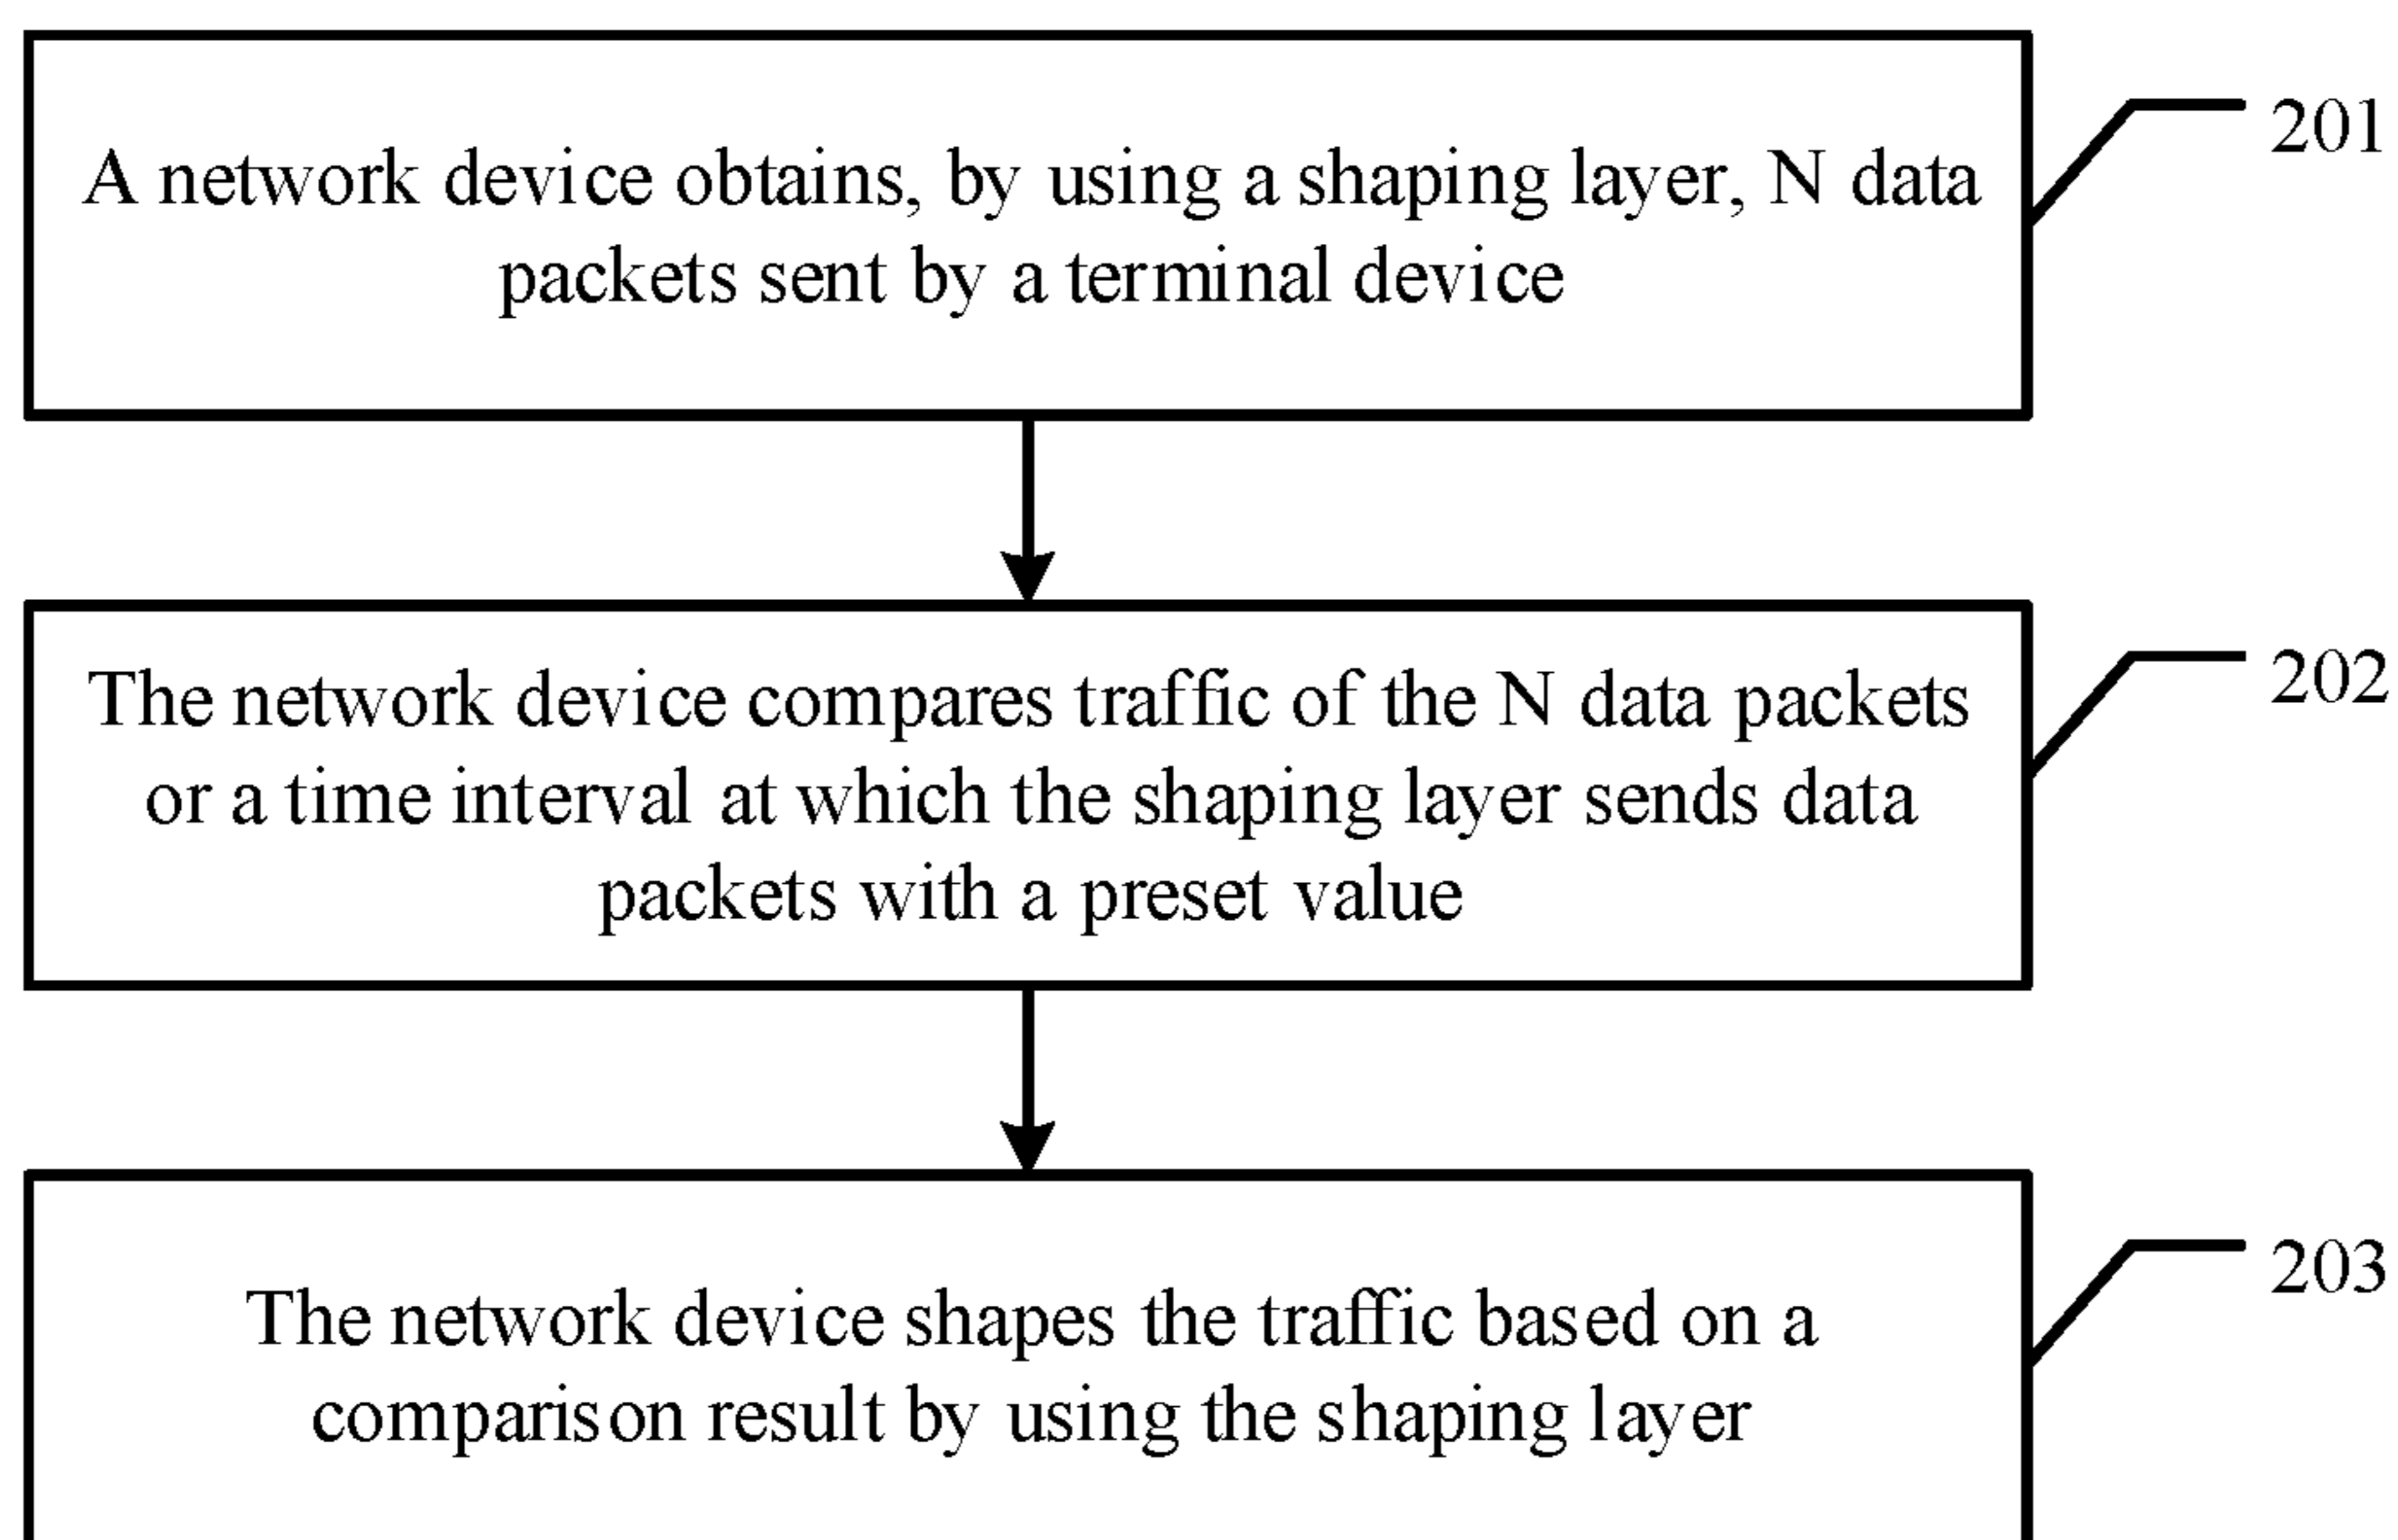 A network device obtains, by using a shaping layer, N data
packets sent by a terminal device
201
The network device compares traffic of the N data packets
or a time interval at which the shaping layer sends data
packets with a preset value
202
The network device shapes the traffic based on a
comparison result by using the shaping layer
203